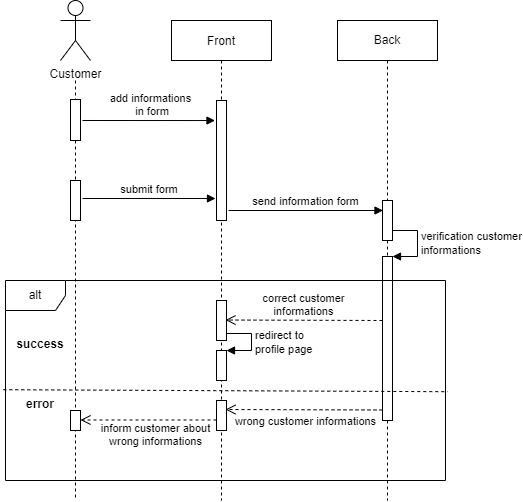 Front
Back
Customer
add informations
in form
submit form
send information form
verification customer
informations
alt
correct customer
informations
success
redirect to
profile page
error
wrong customer informations
inform customer about
wrong informations